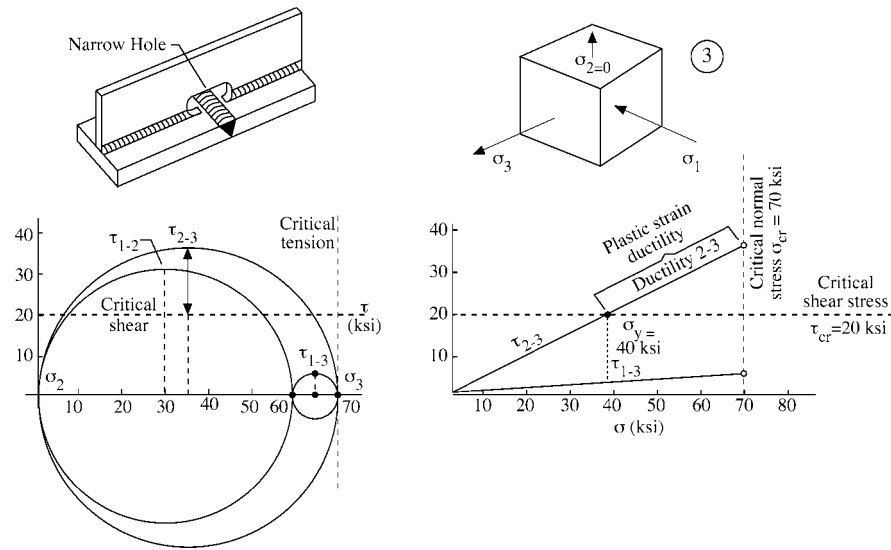 Narrow Hole
σ2=0
3
σ3
σ1
40
30
20
10
τ1-2
τ2-3
Critical
tension
Critical
shear
τ
(ksi)
τ1-3
σ2
σ3
10
20
30
40
50
60
70
40
30
20
10
Plastic strain
ductility
Ductility 2-3
Critical normal
stress σcr = 70 ksi
Critical
shear stress
τcr=20 ksi
τ2-3
σy =
40 ksi
τ1-3
10
20
30
40
50
60
70
80
σ (ksi)